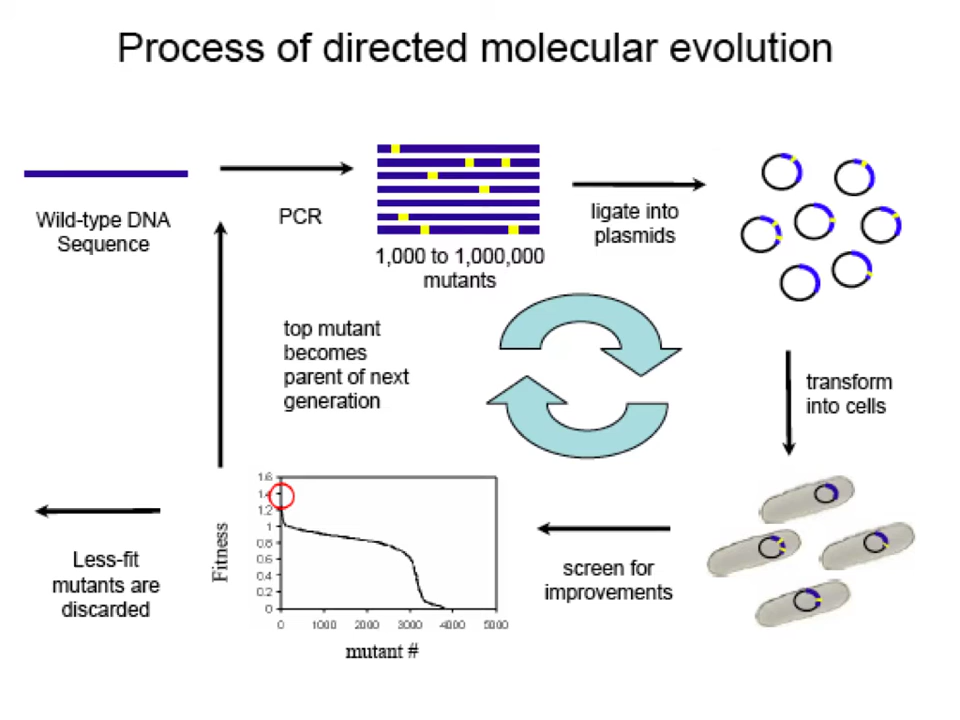 Process of directed molecular evolution
Wild-type DNA
Sequence
PCR
1,000 to 1,000,000
mutants
ligate into
plasmids
top mutant
becomes
parent of next
generation
transform
into cells
Less-fit
mutants are
discarded
Fitness
1.6
1.4
1.2
1
0.8
0.6
0.4
0.2
0
0 1000 2000 3000 4000 5000
mutant #
screen for
improvements